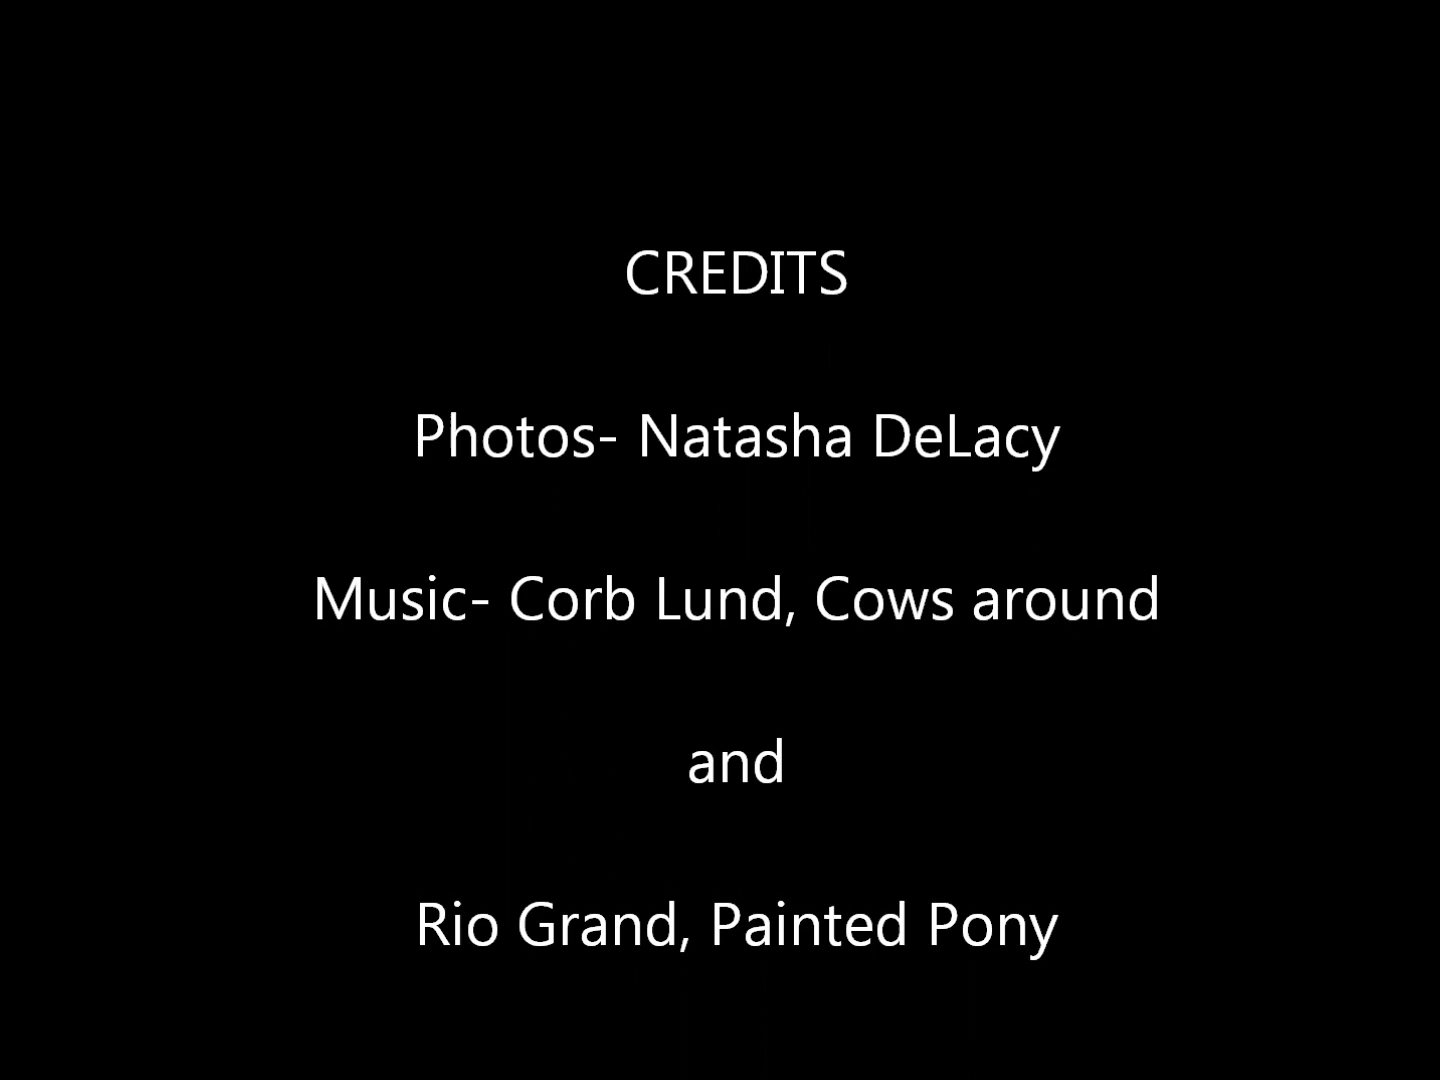 CREDITS
Photos- Natasha DeLacy
Music- Corb Lund, Cows around
and
Rio Grand, Painted Pony